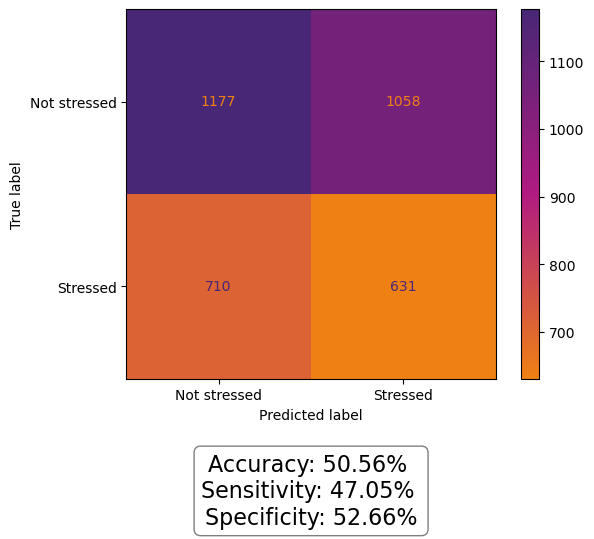 Not stressed
1177
1058
Stressed
710
631
True label
Not stressed
Stressed
Predicted label
1100
1000
900
800
700
Accuracy: 50.56%
Sensitivity: 47.05%
Specificity: 52.66%